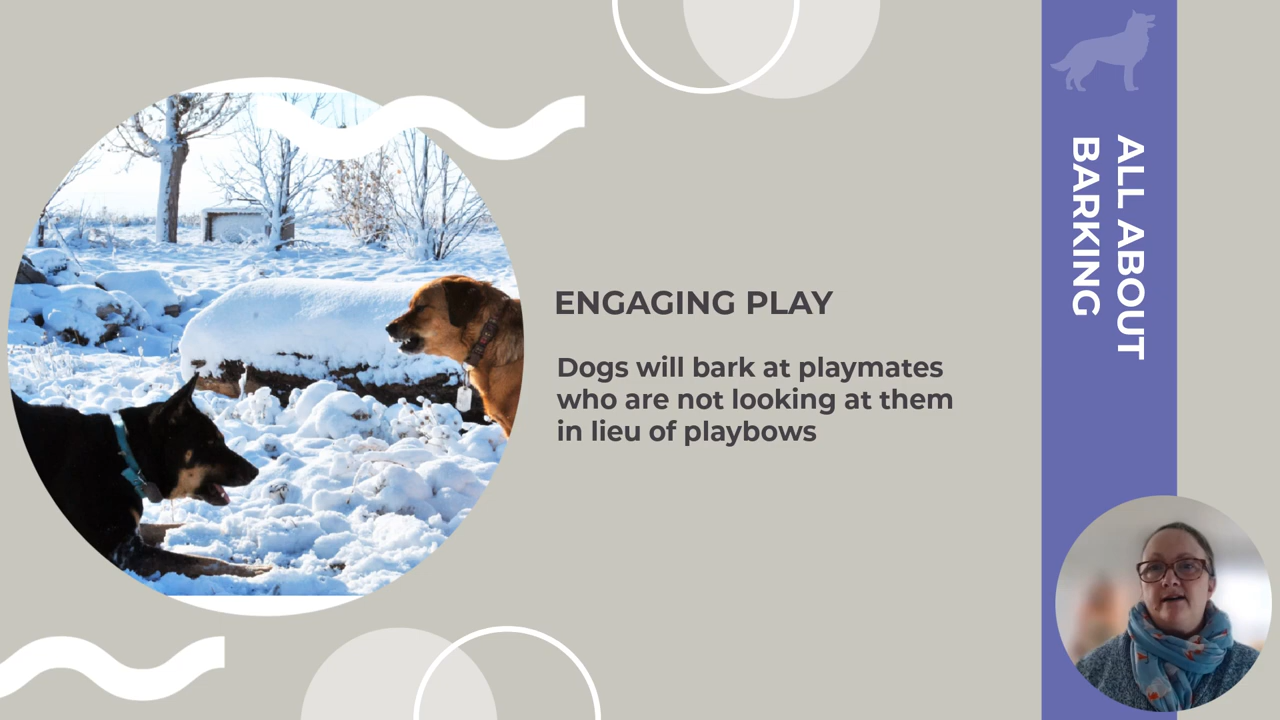 ENGAGING PLAY
Dogs will bark at playmates
who are not looking at them
in lieu of playbows
ALL ABOUT
BARKING